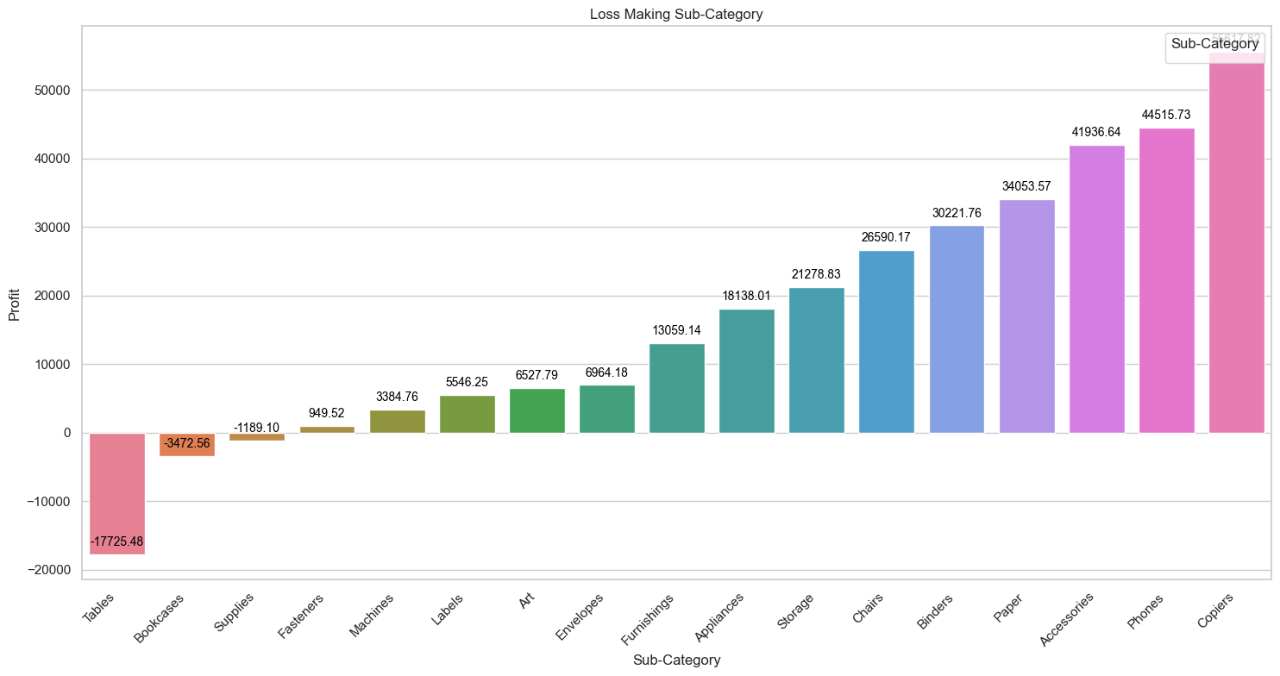 Loss Making Sub-Category
Sub-Category
50000
40000
30000
20000
10000
0
−10000
−20000
Profit
-17725.48
-3472.56
-1189.10
949.52
3384.76
5546.25
6527.79
6964.18
13059.14
18138.01
21278.83
26590.17
30221.76
34053.57
41936.64
44515.73
Tables
Bookcases
Supplies
Fasteners
Machines
Labels
Art
Envelopes
Furnishings
Appliances
Storage
Chairs
Binders
Paper
Accessories
Phones
Copiers
Sub-Category